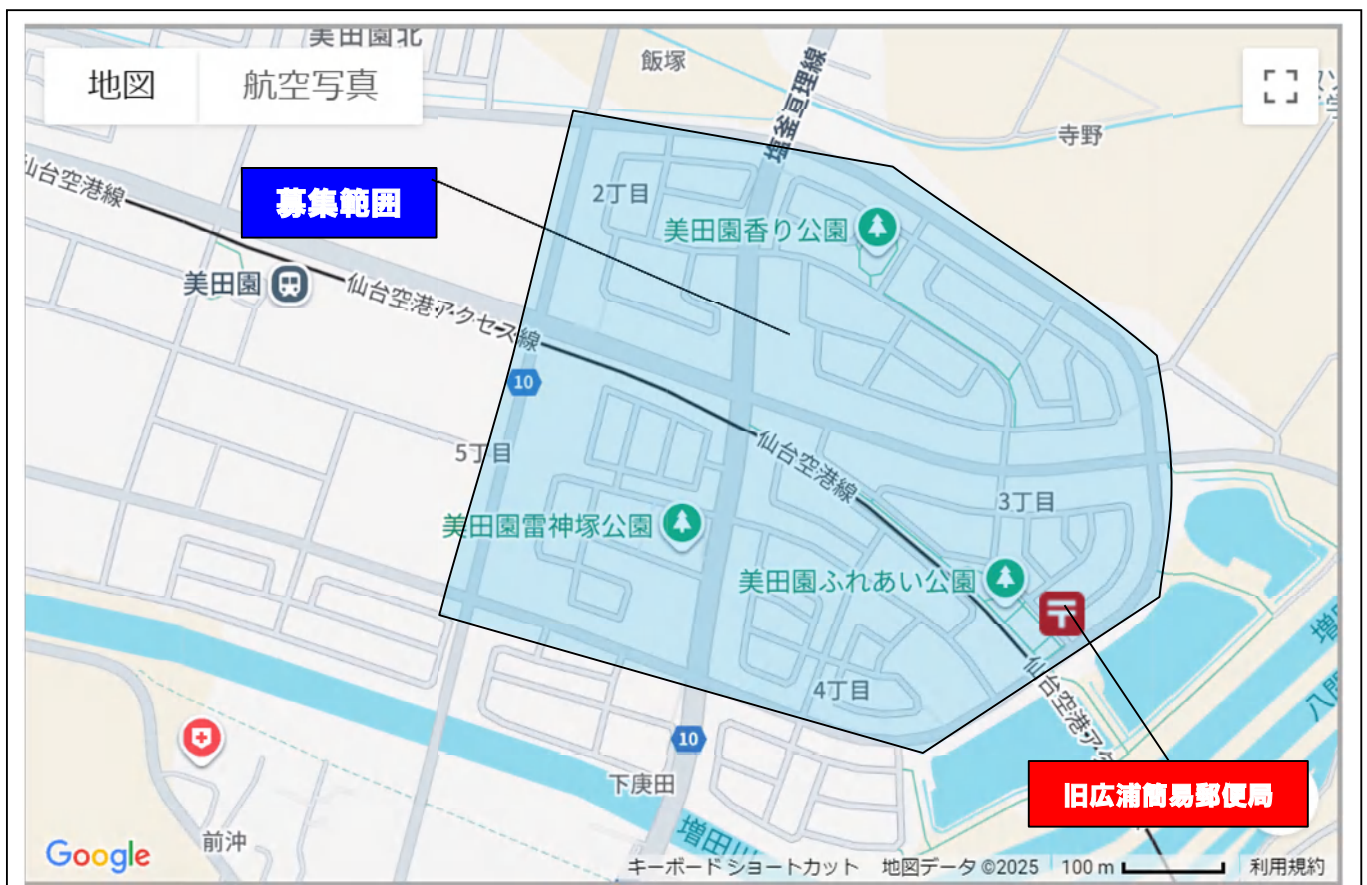 美田園北
地図
航空写真
飯塚
塩釜亘理線
寺野
仙台空港線
募集範囲
2丁目
美田園香り公園
美田園
仙台空港アクセス線
10
5丁目
仙台空港線
3丁目
美田園雷神塚公園
美田園ふれあい公園
4丁目
10
下庚田
旧広浦簡易郵便局
前沖
増田川
Google
キーボード ショートカット
地図データ ©2025
100 m
利用規約